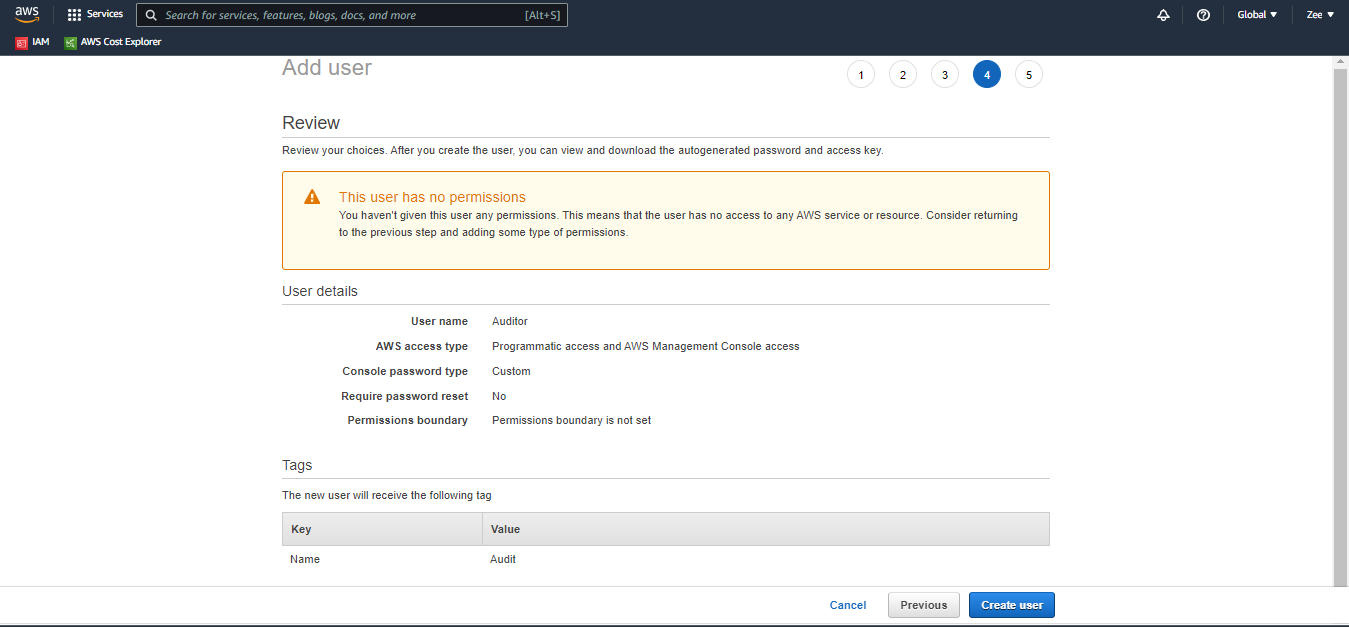 aws Services Search for services, features, blogs, docs, and more [Alt+S] Global ▼ Zee ▼
IAM AWS Cost Explorer
Add user 1 2 3 4 5
Review
Review your choices. After you create the user, you can view and download the autogenerated password and access key.
This user has no permissions
You haven't given this user any permissions. This means that the user has no access to any AWS service or resource. Consider returning
to the previous step and adding some type of permissions.
User details
User name Auditor
AWS access type Programmatic access and AWS Management Console access
Console password type Custom
Require password reset No
Permissions boundary Permissions boundary is not set
Tags
The new user will receive the following tag
Key Value
Name Audit
Cancel Previous Create user